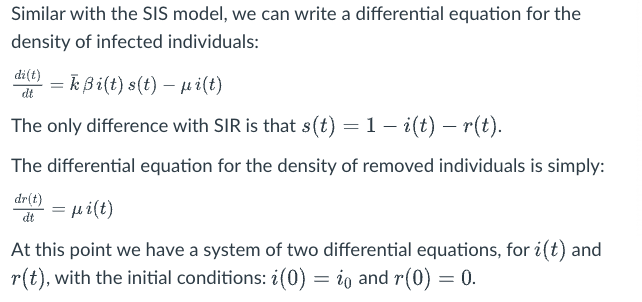 Similar with the SIS model, we can write a differential equation for the
density of infected individuals:
di(t)/dt = k̄ β i(t) s(t) − μ i(t)
The only difference with SIR is that s(t) = 1 − i(t) − r(t).
The differential equation for the density of removed individuals is simply:
dr(t)/dt = μ i(t)
At this point we have a system of two differential equations, for i(t) and
r(t), with the initial conditions: i(0) = i₀ and r(0) = 0.